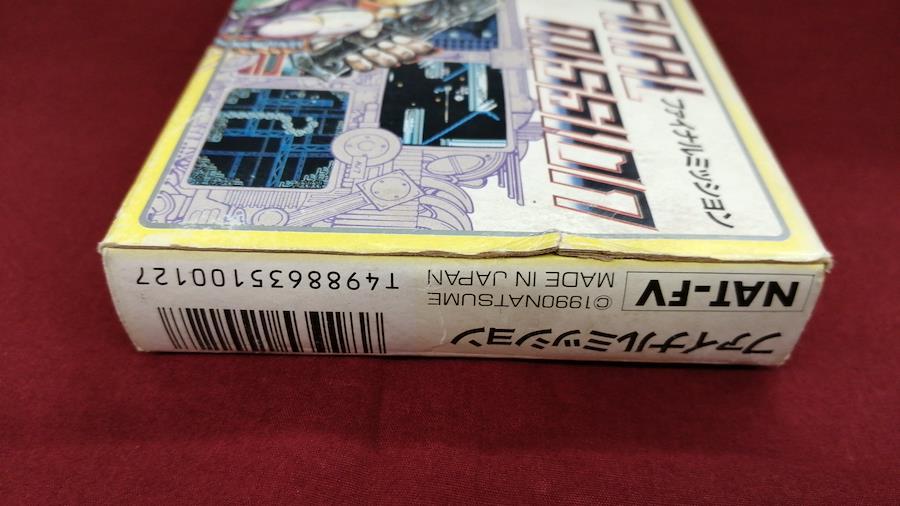 FINAL
MISSION
ファイナルミッション
ファイナルミッション
NAT-FV
©1990NATSUME
MADE IN JAPAN
T4988635100127